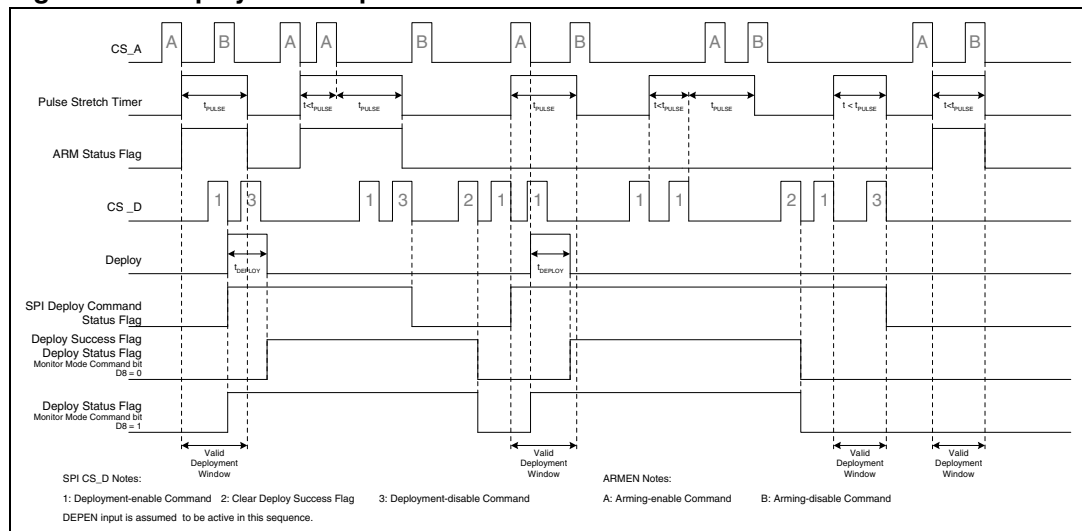 CS_A A B A A B A B A B A B
Pulse Stretch Timer tPULSE t<tPULSE tPULSE tPULSE t<tPULSE tPULSE t < tPULSE t<tPULSE
ARM Status Flag
CS _D 1 3 1 3 2 1 1 1 1 2 1 3
Deploy tDEPLOY tDEPLOY
SPI Deploy Command
Status Flag
Deploy Success Flag
Deploy Status Flag
Monitor Mode Command bit
D8 = 0
Deploy Status Flag
Monitor Mode Command bit
D8 = 1
Valid Deployment Window
Valid Deployment Window
Valid Deployment Window
Valid Deployment Window
SPI CS_D Notes:
1: Deployment-enable Command 2: Clear Deploy Success Flag 3: Deployment-disable Command
DEPEN input is assumed to be active in this sequence.
ARMEN Notes:
A: Arming-enable Command B: Arming-disable Command